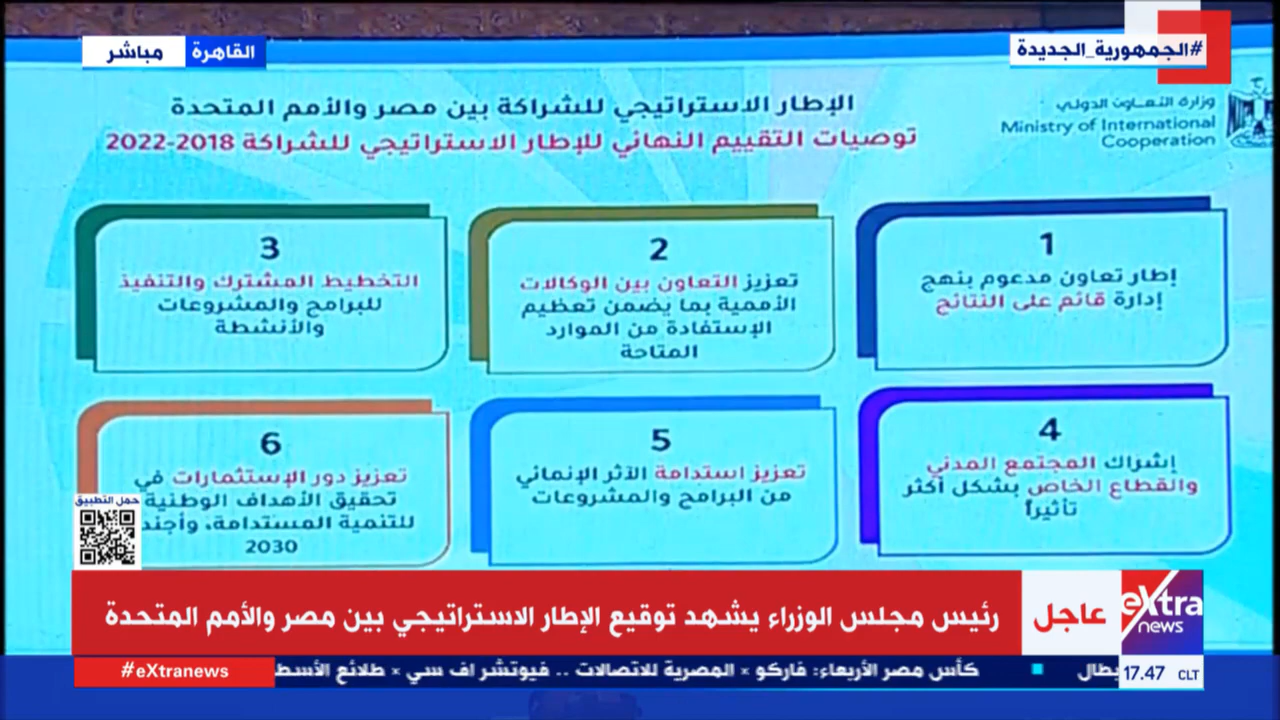 #الجمهورية_الجديدة
القاهرة
مباشر
وزارة التعاون الدولي
Ministry of International
Cooperation
الإطار الاستراتيجي للشراكة بين مصر والأمم المتحدة
توصيات التقييم النهائي للإطار الاستراتيجي للشراكة 2018-2022
1
إطار تعاون مدعوم بنهج
إدارة قائم على النتائج
2
تعزيز التعاون بين الوكالات
الأممية بما يضمن تعظيم
الإستفادة من الموارد
المتاحة
3
التخطيط المشترك والتنفيذ
للبرامج والمشروعات
والأنشطة
4
إشراك المجتمع المدني
والقطاع الخاص بشكل أكثر
تأثيراً
5
تعزيز استدامة الآثر الإنمائي
من البرامج والمشروعات
6
تعزيز دور الإستثمارات في
تحقيق الأهداف الوطنية
للتنمية المستدامة، وأجند
2030
حمل التطبيق
عاجل
رئيس مجلس الوزراء يشهد توقيع الإطار الاستراتيجي بين مصر والأمم المتحدة
eXtra
news
#eXtranews
كأس مصر الأربعاء: فاركو × المصرية للاتصالات .. فيوتشر اف سي × طلائع
17.47 CLT